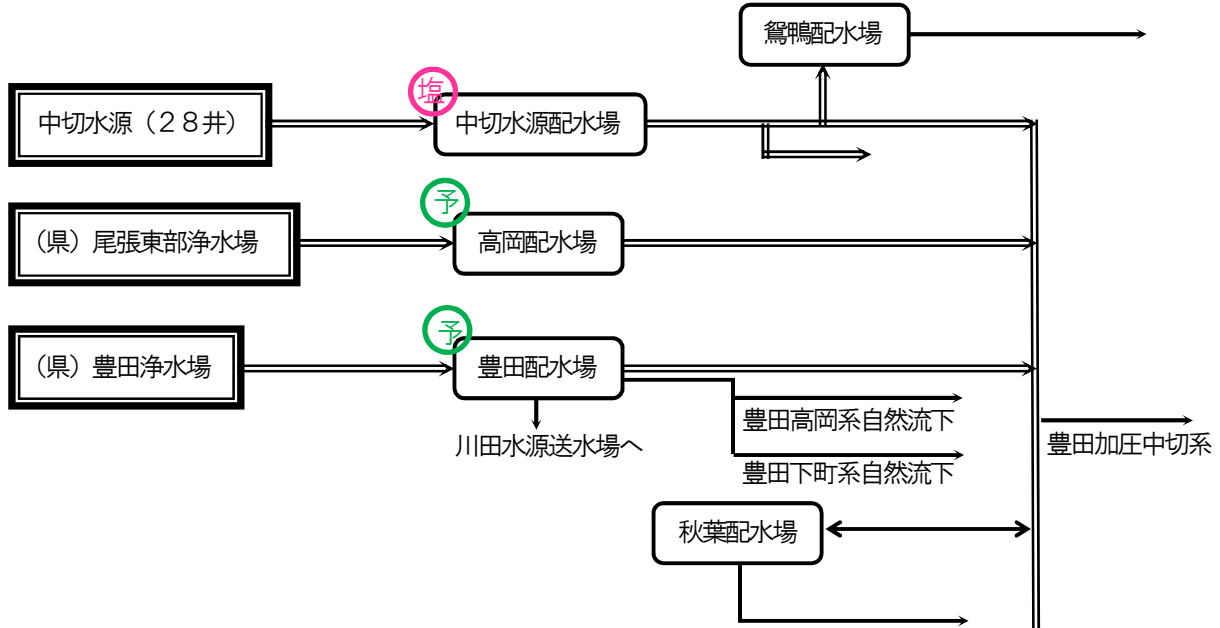 鴛鴨配水場
塩
中切水源（２８井）
中切水源配水場
予
（県）尾張東部浄水場
高岡配水場
予
（県）豊田浄水場
豊田配水場
豊田高岡系自然流下
川田水源送水場へ
豊田加圧中切系
豊田下町系自然流下
秋葉配水場